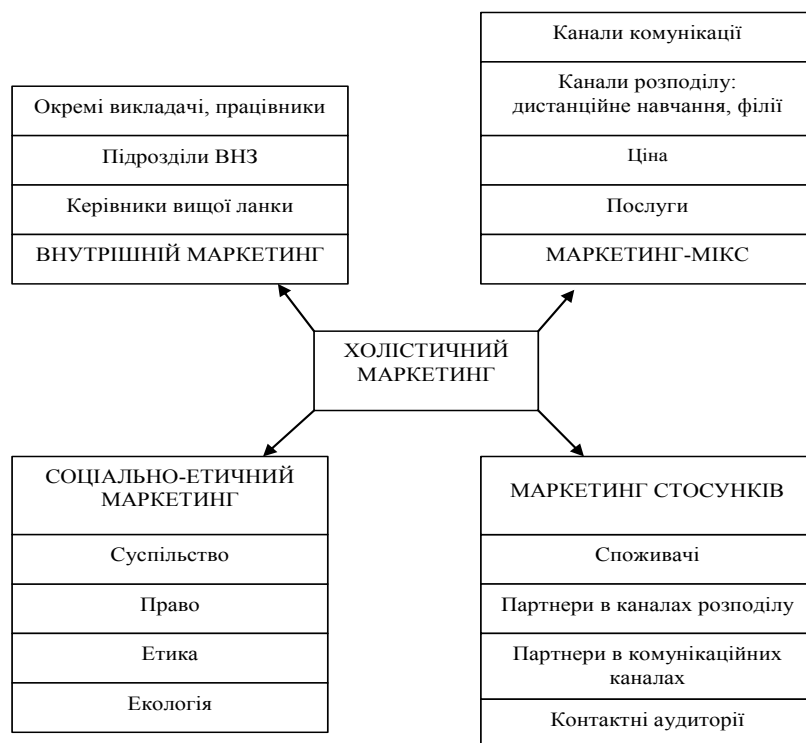 Окремі викладачі, працівники
Підрозділи ВНЗ
Керівники вищої ланки
ВНУТРІШНІЙ МАРКЕТИНГ
Канали комунікації
Канали розподілу:
дистанційне навчання, філії
Ціна
Послуги
МАРКЕТИНГ-МІКС
ХОЛІСТИЧНИЙ
МАРКЕТИНГ
СОЦІАЛЬНО-ЕТИЧНИЙ
МАРКЕТИНГ
Суспільство
Право
Етика
Екологія
МАРКЕТИНГ СТОСУНКІВ
Споживачі
Партнери в каналах розподілу
Партнери в комунікаційних
каналах
Контактні аудиторії